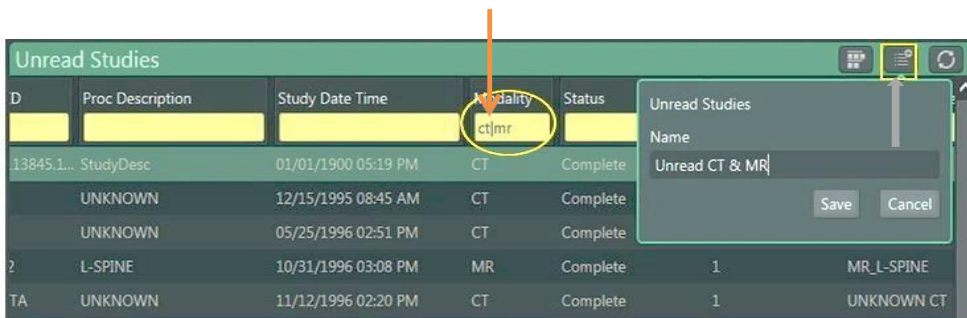 Unread Studies
D Proc Description Study Date Time Modality Status
ct|mr
.13845.1... StudyDesc 01/01/1900 05:19 PM CT Complete
UNKNOWN 12/15/1995 08:45 AM CT Complete
UNKNOWN 05/25/1996 02:51 PM CT Complete
2 L-SPINE 10/31/1996 03:08 PM MR Complete 1 MR_L-SPINE
TA UNKNOWN 11/12/1996 02:20 PM CT Complete 1 UNKNOWN CT
Unread Studies
Name
Unread CT & MR
Save Cancel